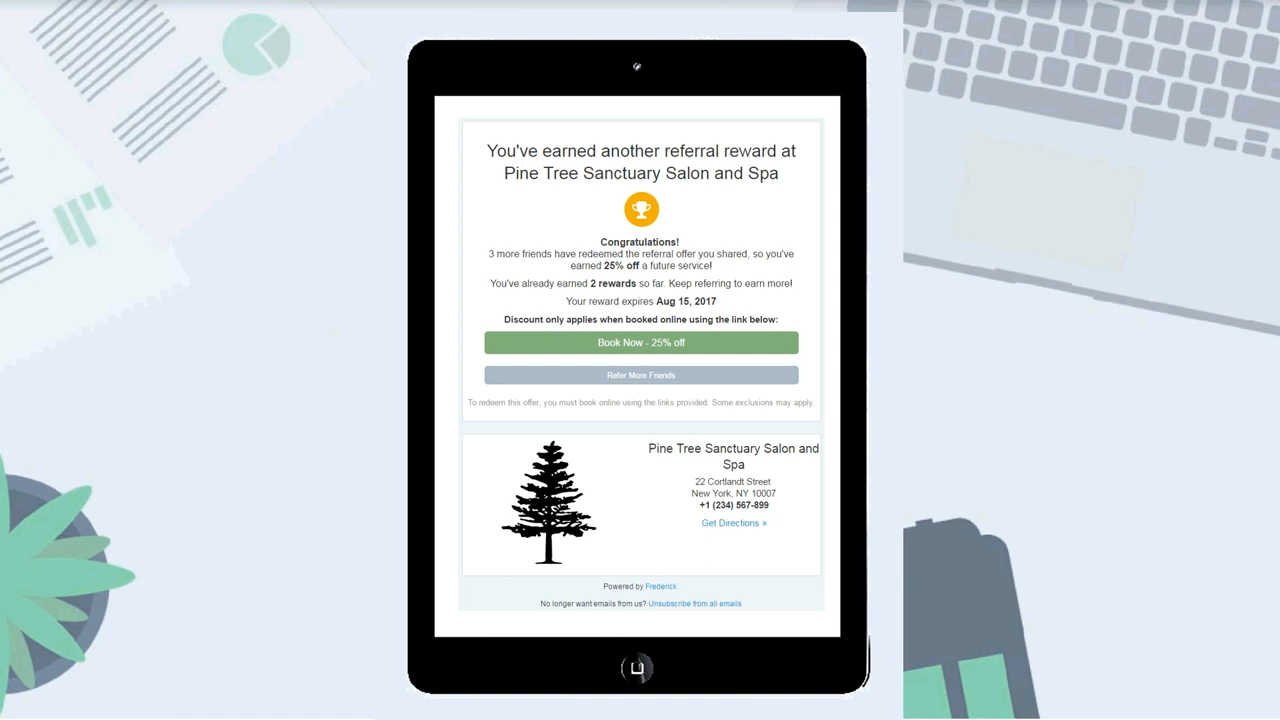 You've earned another referral reward at
Pine Tree Sanctuary Salon and Spa
Congratulations!
3 more friends have redeemed the referral offer you shared, so you've
earned 25% off a future service!
You've already earned 2 rewards so far. Keep referring to earn more!
Your reward expires Aug 15, 2017
Discount only applies when booked online using the link below:
Book Now - 25% off
Refer More Friends
To redeem this offer, you must book online using the links provided. Some exclusions may apply.
Pine Tree Sanctuary Salon and
Spa
22 Cortlandt Street
New York, NY 10007
+1 (234) 567-899
Get Directions »
Powered by Frederick
No longer want emails from us? Unsubscribe from all emails